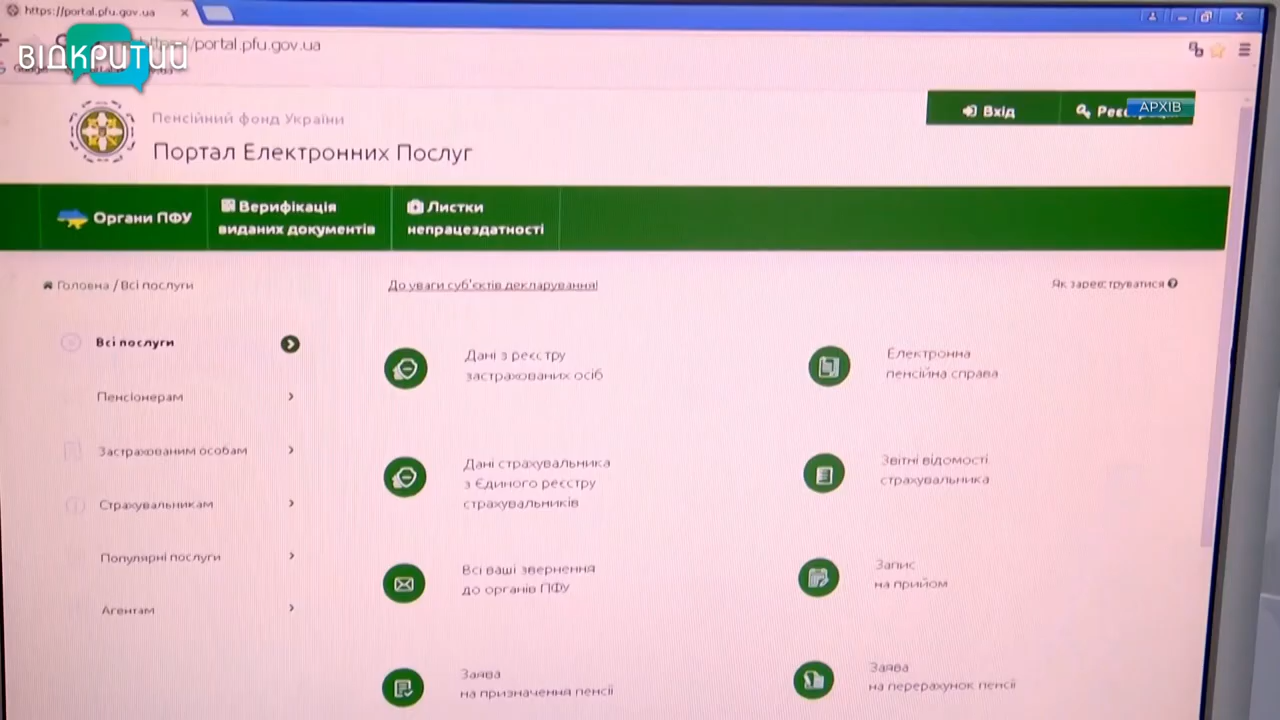 https://portal.pfu.gov.ua
portal.pfu.gov.ua
ВІДКРИТИЙ
Пенсійний фонд України
Портал Електронних Послуг
Вхід
АРХІВ
Органи ПФУ
Верифікація
виданих документів
Листки
непрацездатності
Головна / Всі послуги
До уваги суб'єктів декларування!
Як зареєструватися
Всі послуги
Пенсіонерам
Застрахованим особам
Страхувальникам
Популярні послуги
Агентам
Дані з реєстру
застрахованих осіб
Електронна
пенсійна справа
Дані страхувальника
з Єдиного реєстру
страхувальників
Звітні відомості
страхувальника
Всі ваші звернення
до органів ПФУ
Запис
на прийом
Заява
на призначення пенсії
Заява
на перерахунок пенсії